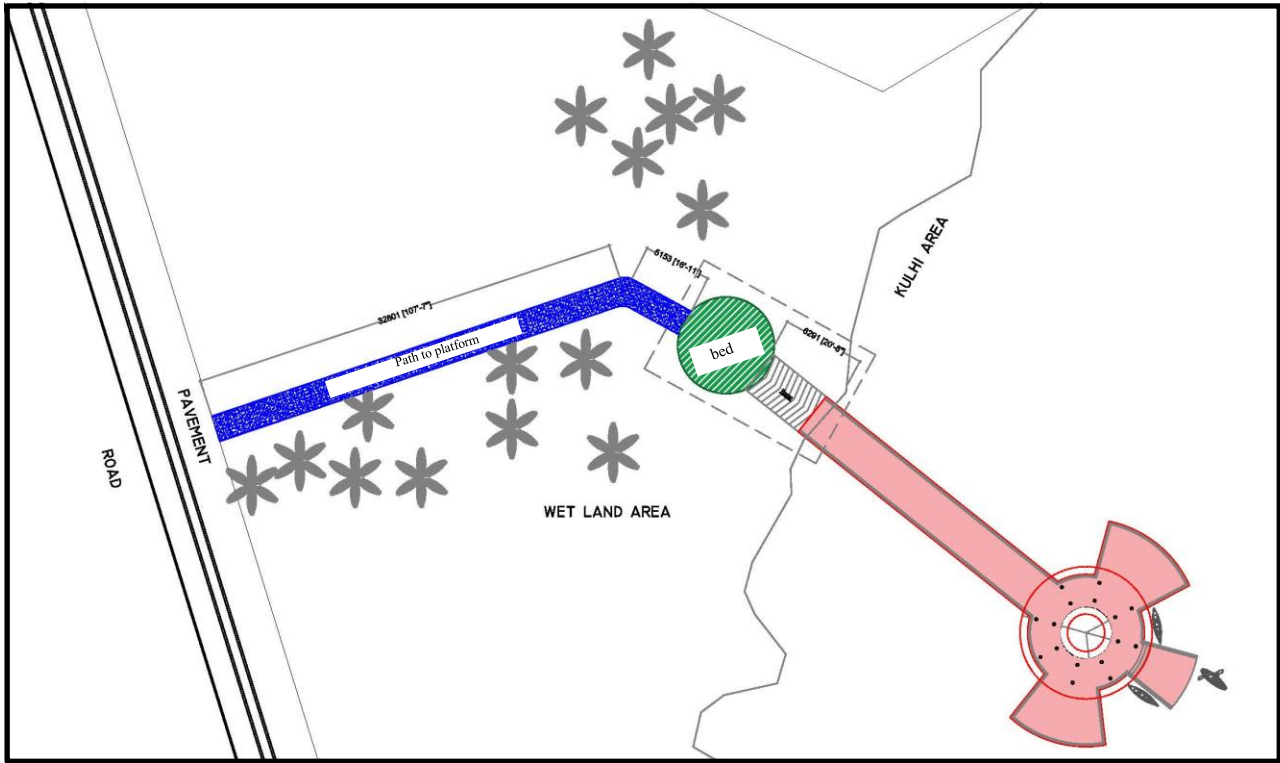 5153 [16'-11"]
KULHI AREA
32801 [107'-7"]
6291 [20'-8"]
Path to platform
bed
PAVEMENT
ROAD
WET LAND AREA